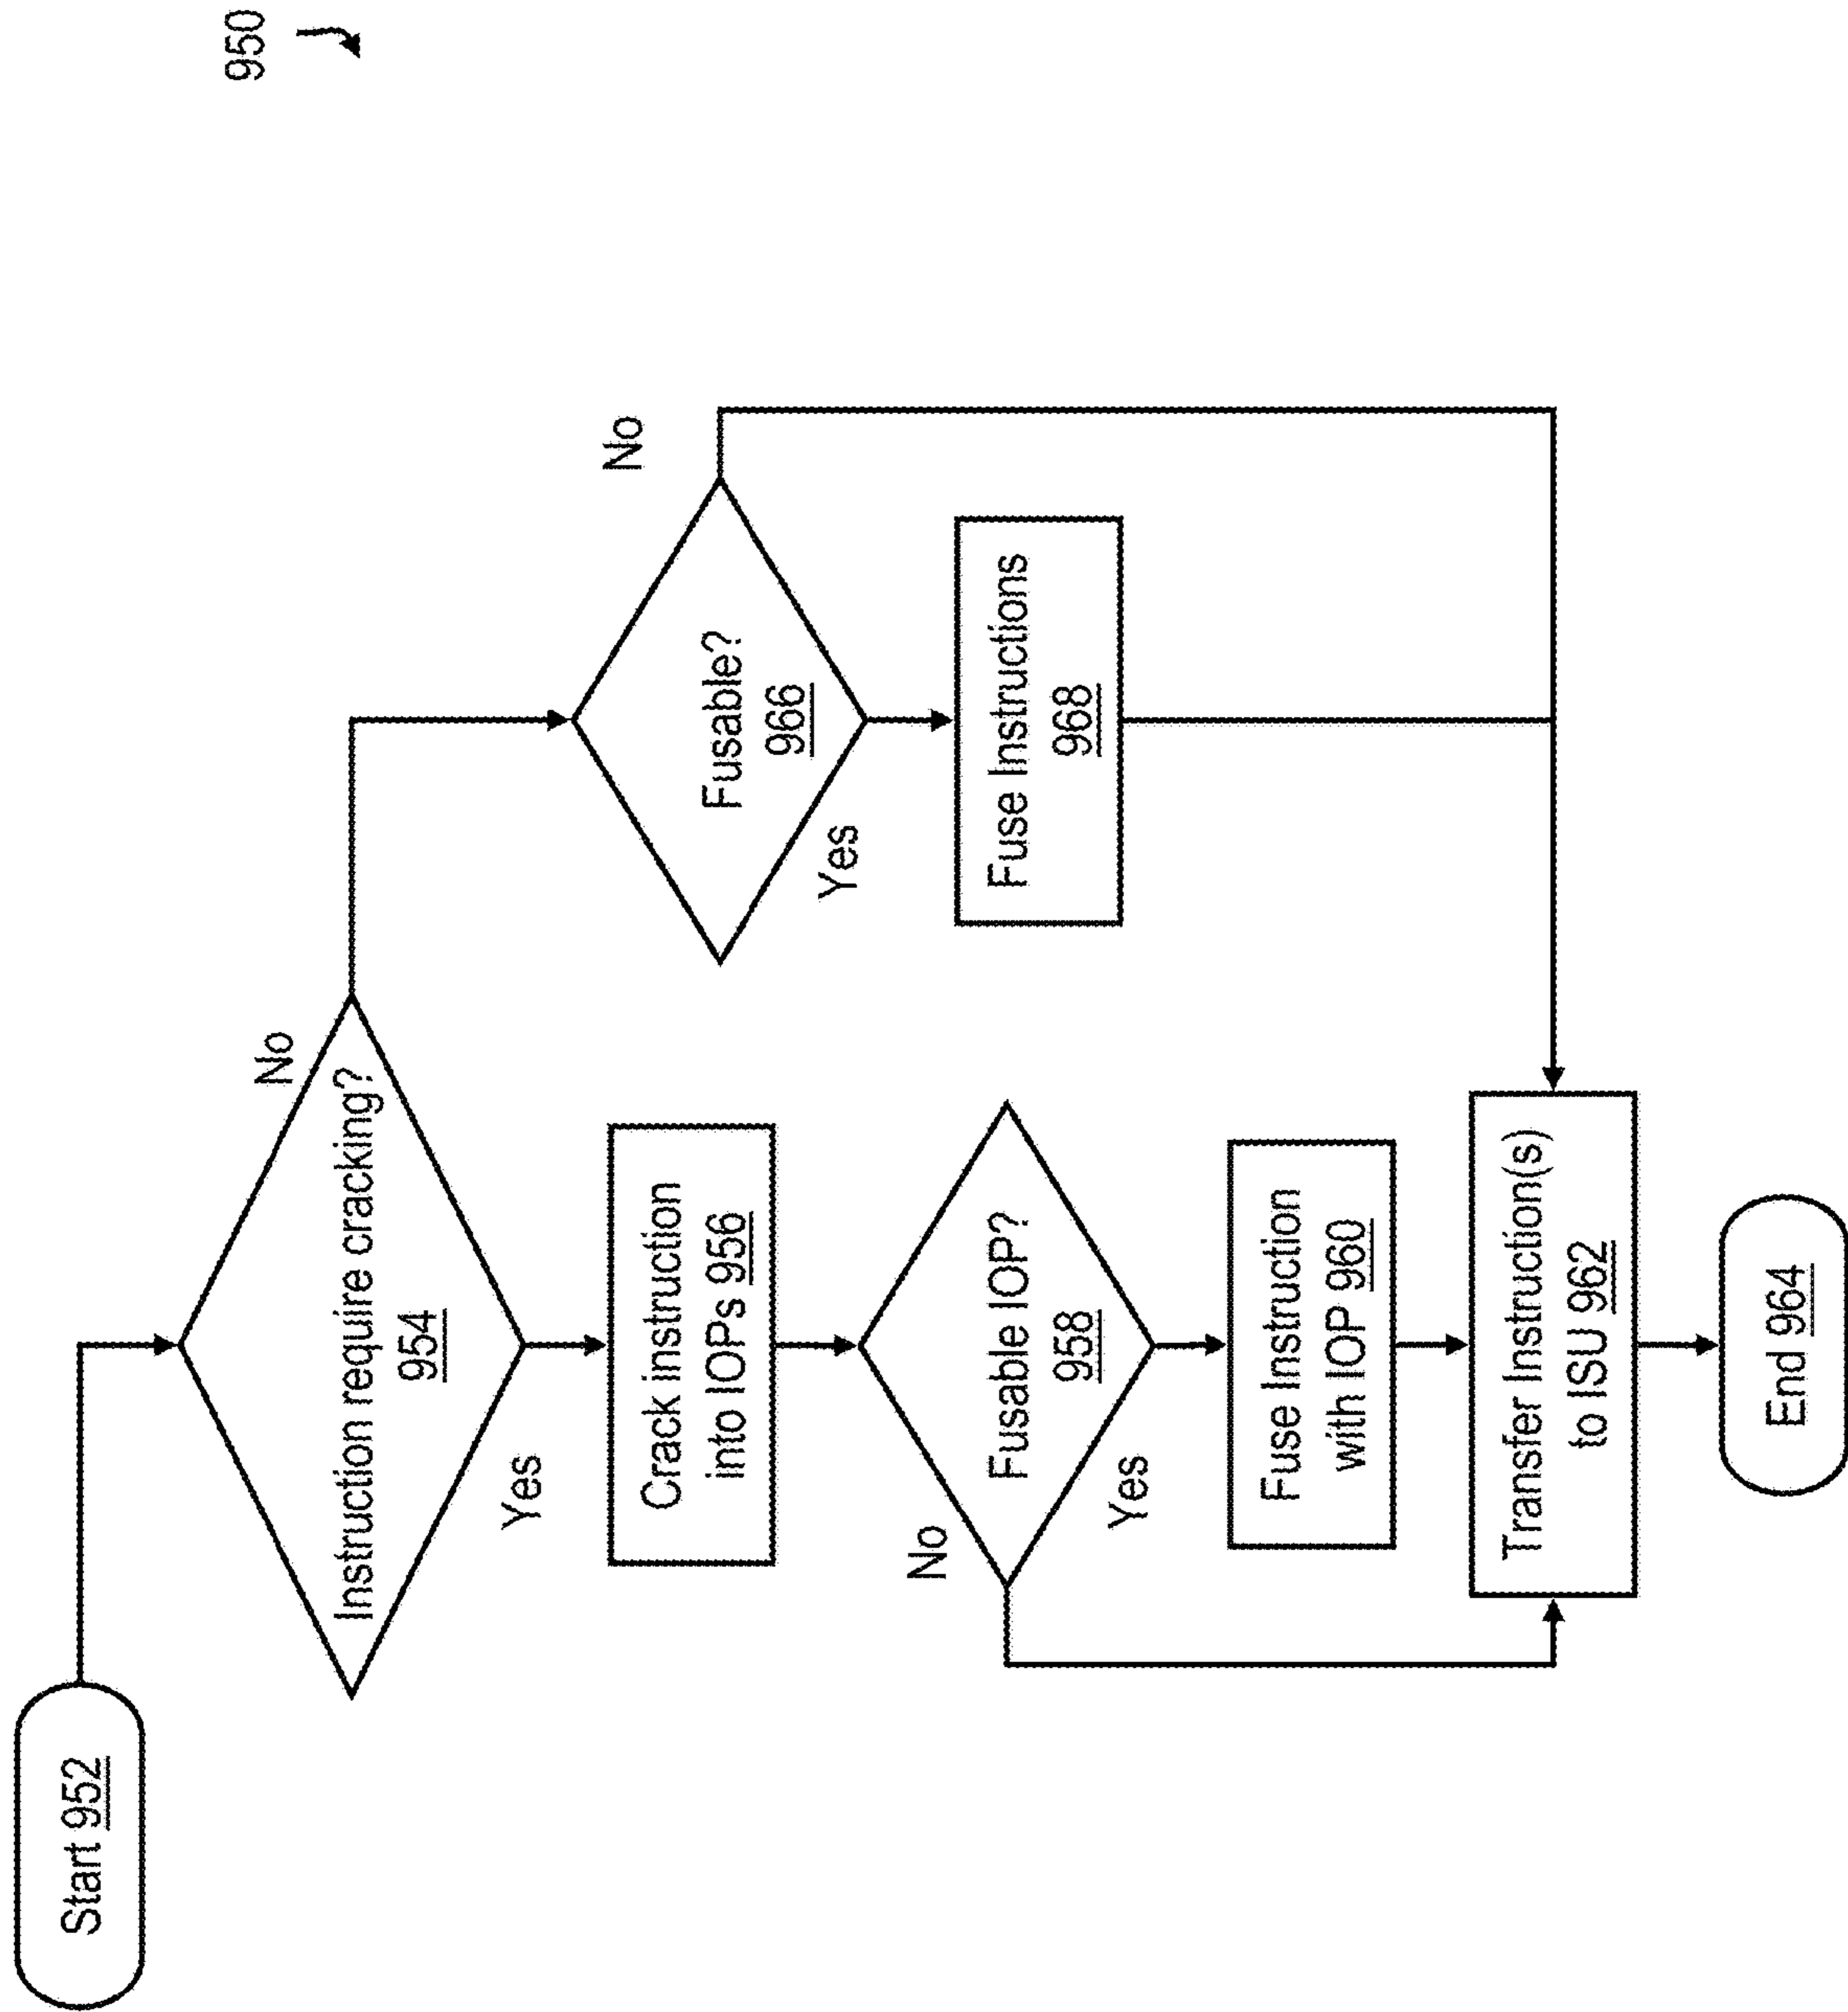 950
Start 952
Instruction require cracking?
954
No
Yes
Crack instruction
into IOPs 956
Fusable IOP?
958
No
Yes
Fuse Instruction
with IOP 960
Fusable?
966
No
Yes
Fuse Instructions
968
Transfer Instruction(s)
to ISU 962
End 964